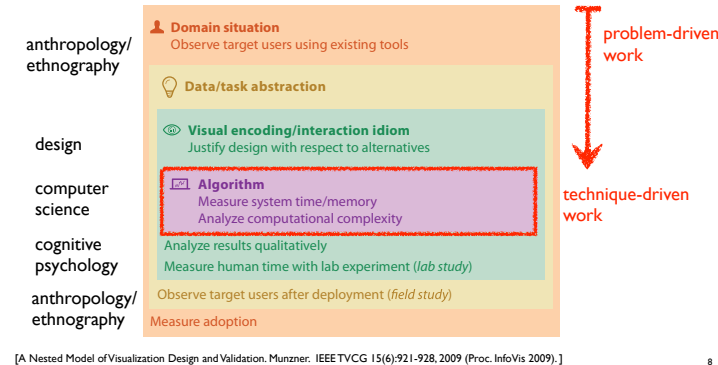 Domain situation
Observe target users using existing tools
problem-driven
work
anthropology/
ethnography
Data/task abstraction
Visual encoding/interaction idiom
Justify design with respect to alternatives
design
Algorithm
Measure system time/memory
Analyze computational complexity
computer
science
technique-driven
work
cognitive
psychology
Analyze results qualitatively
Measure human time with lab experiment (lab study)
anthropology/
ethnography
Observe target users after deployment (field study)
Measure adoption
[A Nested Model of Visualization Design and Validation. Munzner. IEEE TVCG 15(6):921-928, 2009 (Proc. InfoVis 2009). ]
8